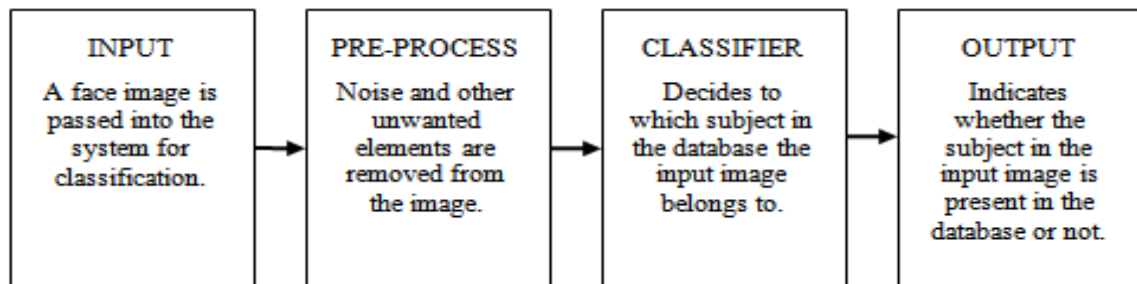 INPUT
A face image is
passed into the
system for
classification.
PRE-PROCESS
Noise and other
unwanted
elements are
removed from
the image.
CLASSIFIER
Decides to
which subject in
the database the
input image
belongs to.
OUTPUT
Indicates
whether the
subject in the
input image is
present in the
database or not.